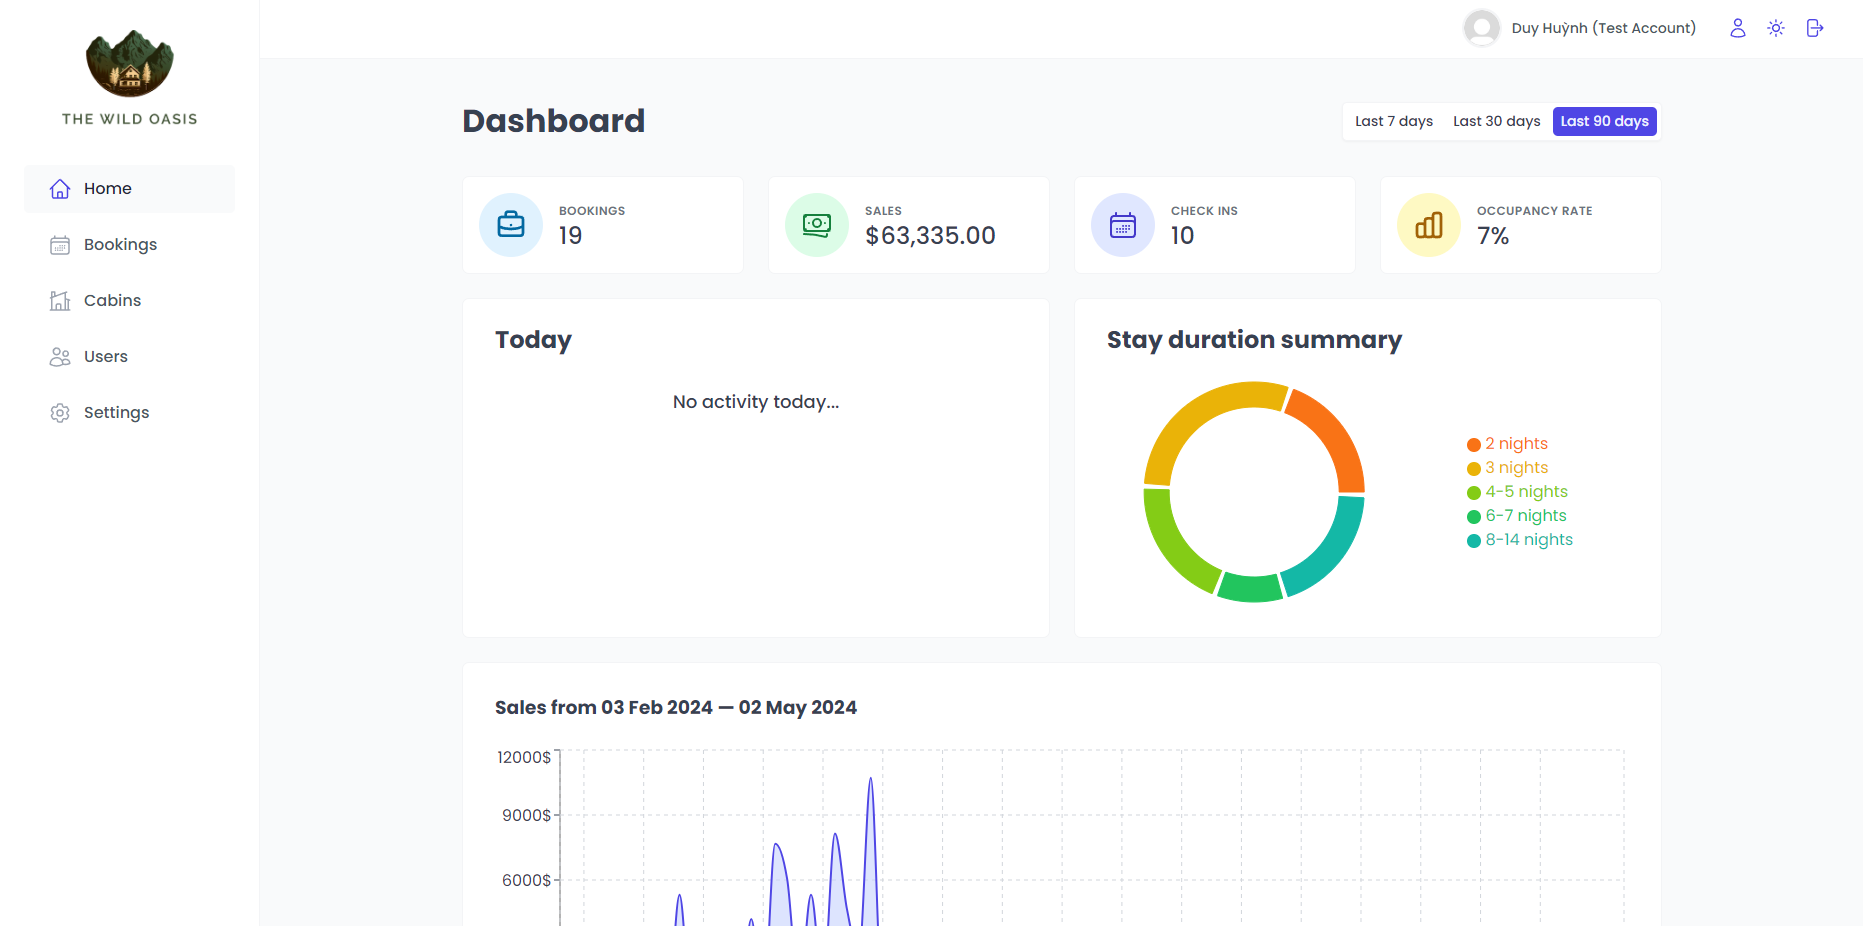 Duy Huỳnh (Test Account)
THE WILD OASIS
Home
Bookings
Cabins
Users
Settings
Dashboard
Last 7 days Last 30 days Last 90 days
BOOKINGS
19
SALES
$63,335.00
CHECK INS
10
OCCUPANCY RATE
7%
Today
No activity today...
Stay duration summary
2 nights
3 nights
4-5 nights
6-7 nights
8-14 nights
Sales from 03 Feb 2024 — 02 May 2024
12000$
9000$
6000$